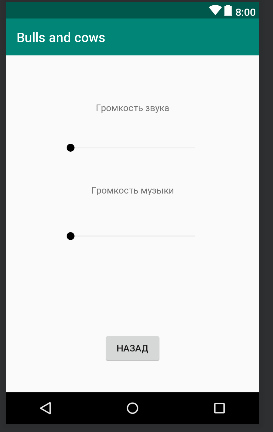 8:00
Bulls and cows
Громкость звука
Громкость музыки
НАЗАД